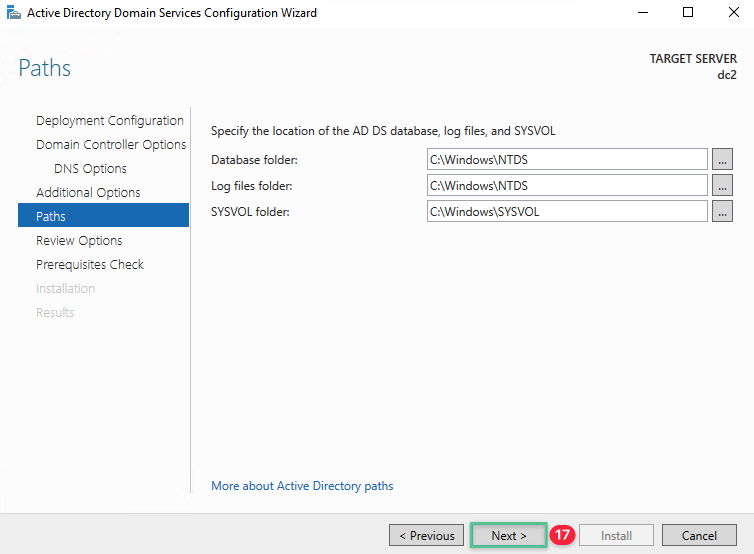 Active Directory Domain Services Configuration Wizard
Paths
TARGET SERVER
dc2
Deployment Configuration
Domain Controller Options
DNS Options
Additional Options
Paths
Review Options
Prerequisites Check
Installation
Results
Specify the location of the AD DS database, log files, and SYSVOL
Database folder: C:\Windows\NTDS ...
Log files folder: C:\Windows\NTDS ...
SYSVOL folder: C:\Windows\SYSVOL ...
More about Active Directory paths
< Previous Next > 17 Install Cancel